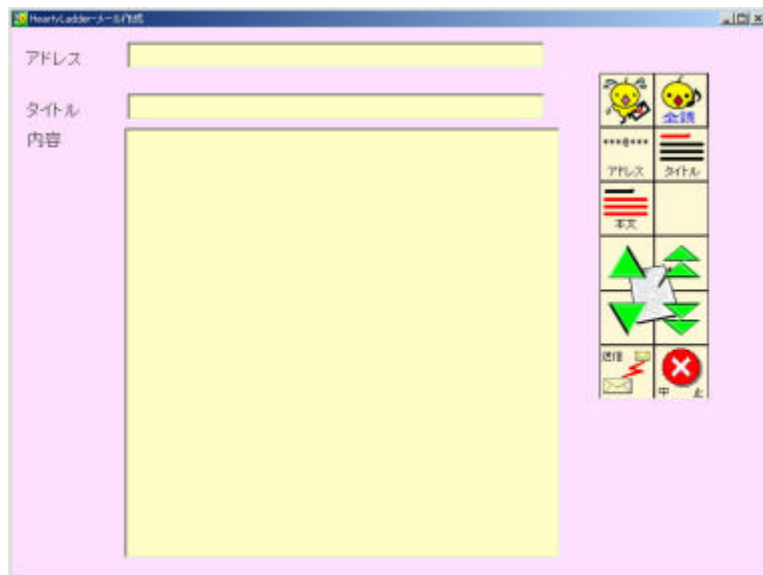 HeartyLadder-メール作成
アドレス
タイトル
内容
全読
アドレス
タイトル
本文
送信
中止